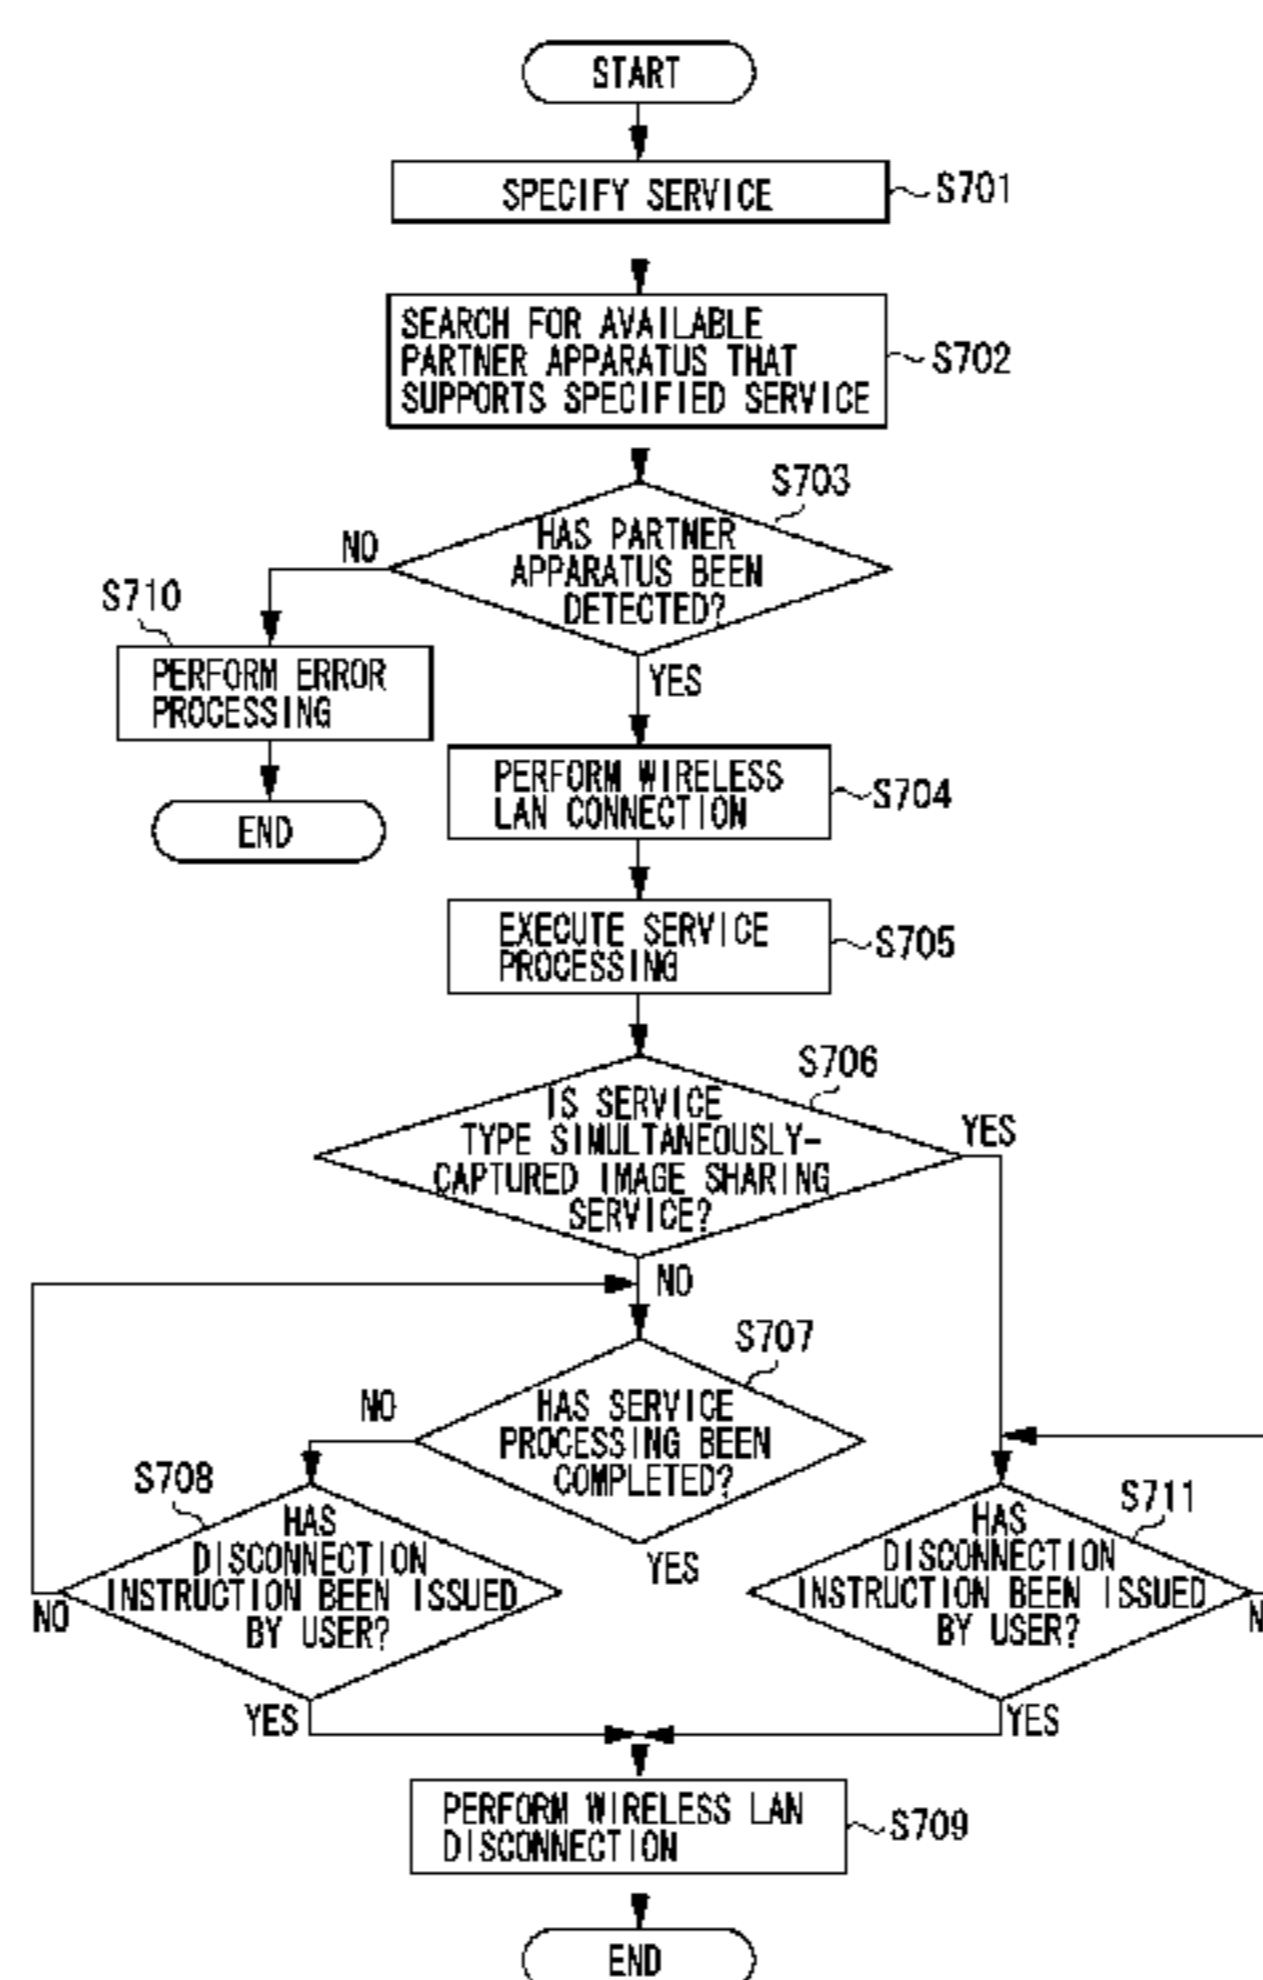 START
SPECIFY SERVICE
S701
SEARCH FOR AVAILABLE
PARTNER APPARATUS THAT
SUPPORTS SPECIFIED SERVICE
S702
S703
HAS PARTNER
APPARATUS BEEN
DETECTED?
NO
YES
S710
PERFORM ERROR
PROCESSING
END
PERFORM WIRELESS
LAN CONNECTION
S704
EXECUTE SERVICE
PROCESSING
S705
S706
IS SERVICE
TYPE SIMULTANEOUSLY-
CAPTURED IMAGE SHARING
SERVICE?
YES
NO
S707
HAS SERVICE
PROCESSING BEEN
COMPLETED?
NO
YES
S708
HAS
DISCONNECTION
INSTRUCTION BEEN ISSUED
BY USER?
NO
YES
S711
HAS
DISCONNECTION
INSTRUCTION BEEN ISSUED
BY USER?
YES
PERFORM WIRELESS LAN
DISCONNECTION
S709
END